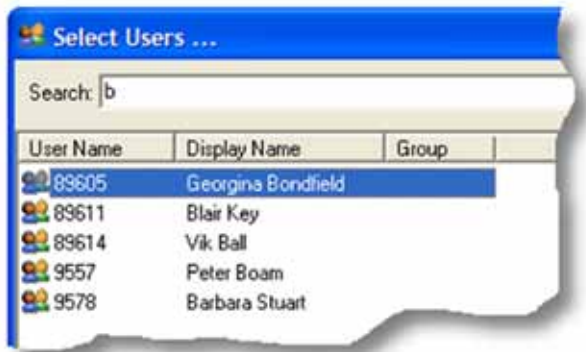 Select Users ...
Search: b
User Name Display Name Group
89605 Georgina Bondfield
89611 Blair Key
89614 Vik Ball
9557 Peter Boam
9578 Barbara Stuart